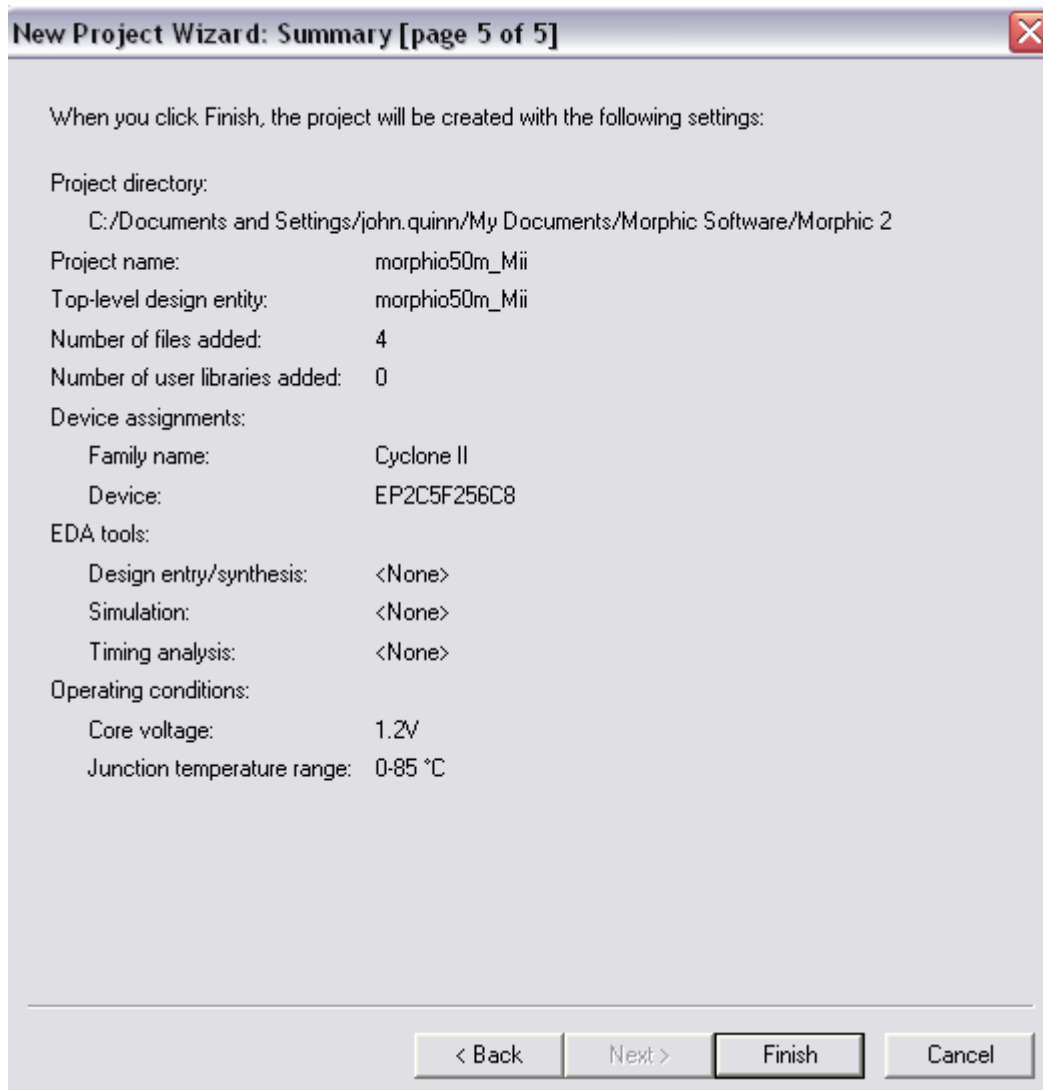 New Project Wizard: Summary [page 5 of 5]
When you click Finish, the project will be created with the following settings:
Project directory:
C:/Documents and Settings/john.quinn/My Documents/Morphic Software/Morphic 2
Project name: morphio50m_Mii
Top-level design entity: morphio50m_Mii
Number of files added: 4
Number of user libraries added: 0
Device assignments:
Family name: Cyclone II
Device: EP2C5F256C8
EDA tools:
Design entry/synthesis: <None>
Simulation: <None>
Timing analysis: <None>
Operating conditions:
Core voltage: 1.2V
Junction temperature range: 0-85 °C
< Back Next > Finish Cancel